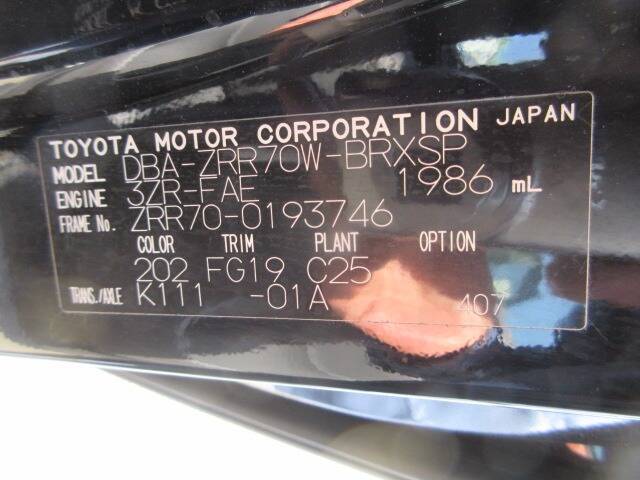 TOYOTA MOTOR CORPORATION JAPAN
MODEL DBA-ZRR70W-BRXSP
ENGINE 3ZR-FAE 1986 mL
FRAME No. ZRR70-0193746
COLOR TRIM PLANT OPTION
202 FG19 C25
TRANS./AXLE K111 -01A 407